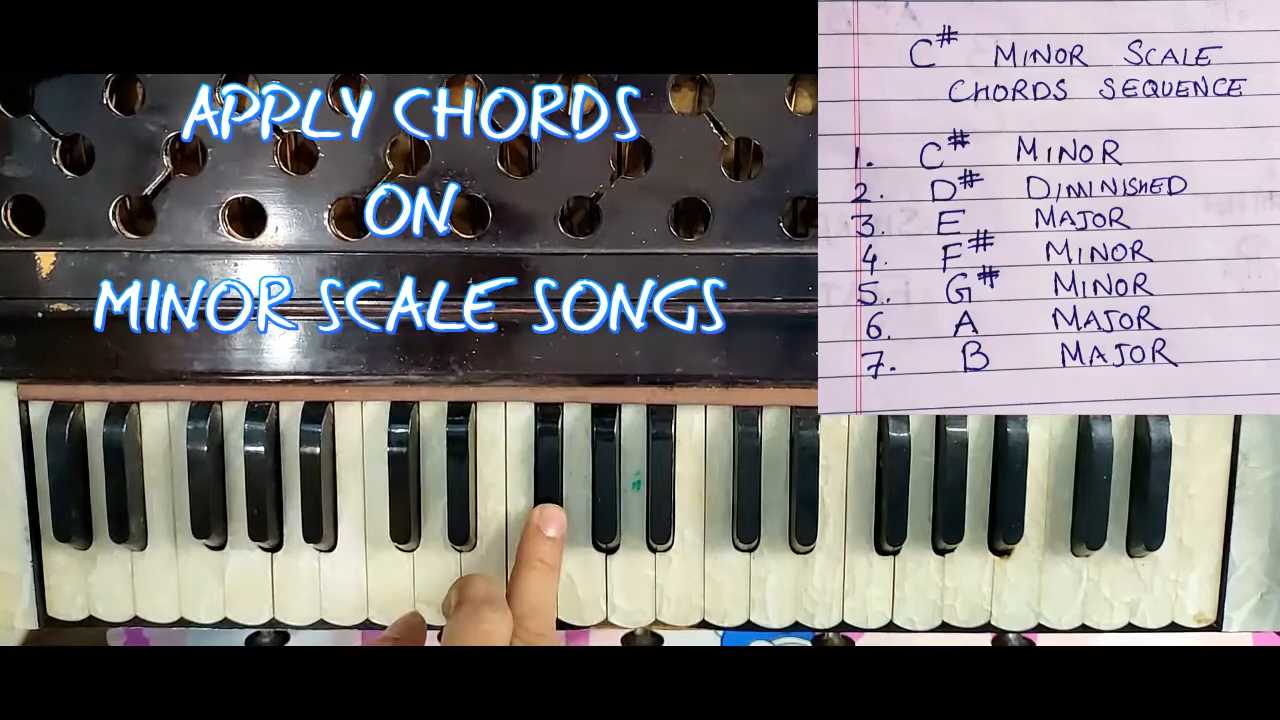 APPLY CHORDS
ON
MINOR SCALE SONGS
C# MINOR SCALE
CHORDS SEQUENCE
1. C# MINOR
2. D# DIMINISHED
3. E MAJOR
4. F# MINOR
5. G# MINOR
6. A MAJOR
7. B MAJOR